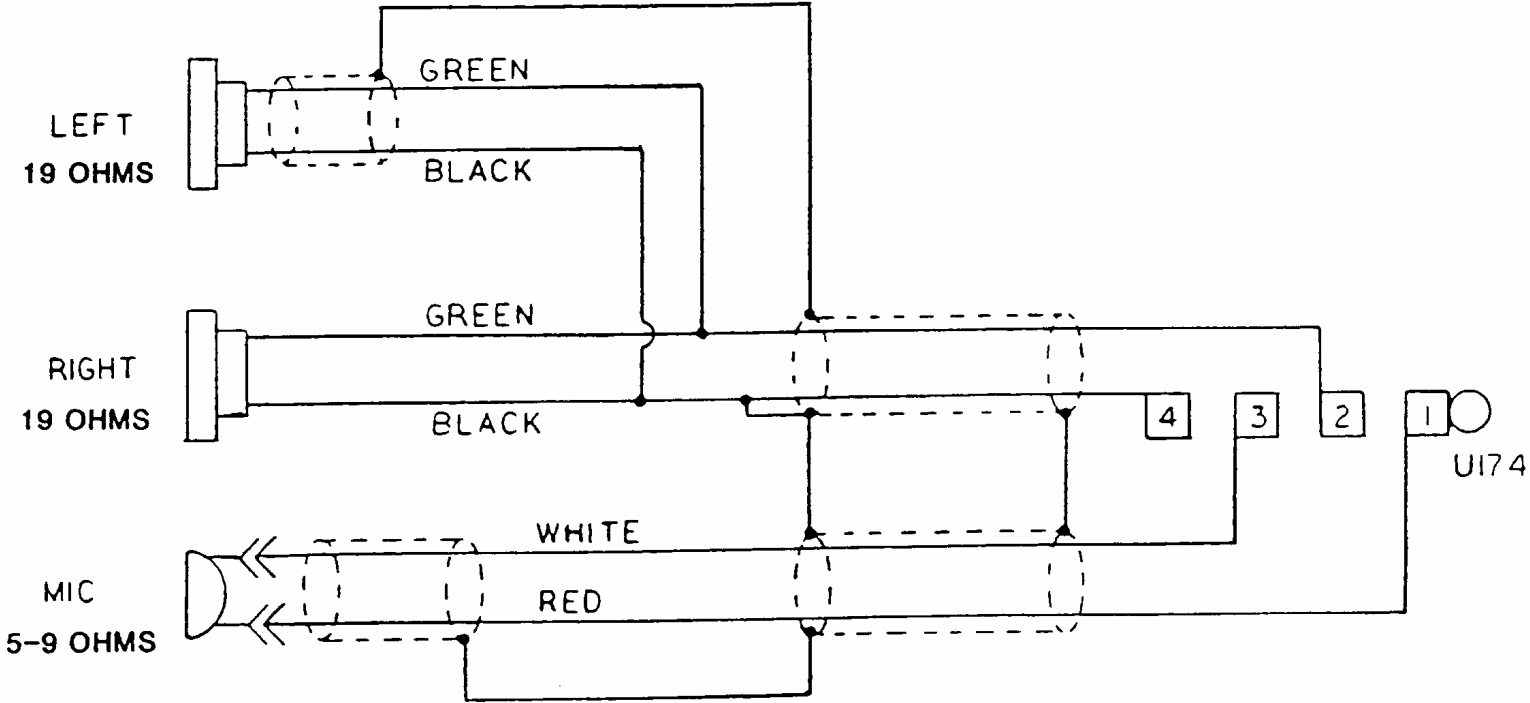 GREEN
LEFT
19 OHMS
BLACK
GREEN
RIGHT
19 OHMS
BLACK
4
3
2
1
U174
WHITE
MIC
RED
5-9 OHMS